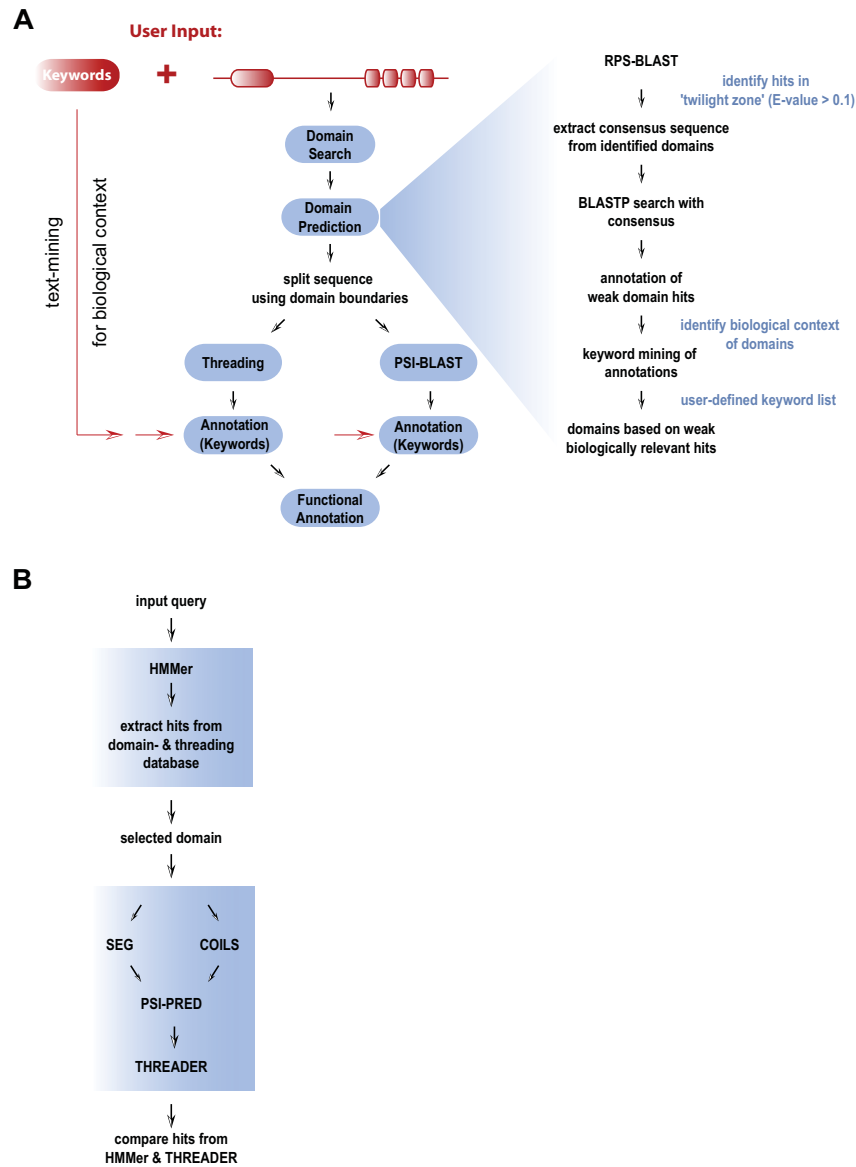 A
User Input:
Keywords
+
Domain
Search
Domain
Prediction
split sequence
using domain boundaries
Threading
PSI-BLAST
Annotation
(Keywords)
Annotation
(Keywords)
Functional
Annotation
text-mining
for biological context
RPS-BLAST
identify hits in
'twilight zone' (E-value > 0.1)
extract consensus sequence
from identified domains
BLASTP search with
consensus
annotation of
weak domain hits
identify biological context
of domains
keyword mining of
annotations
user-defined keyword list
domains based on weak
biologically relevant hits
B
input query
HMMer
extract hits from
domain- & threading
database
selected domain
SEG
COILS
PSI-PRED
THREADER
compare hits from
HMMer & THREADER